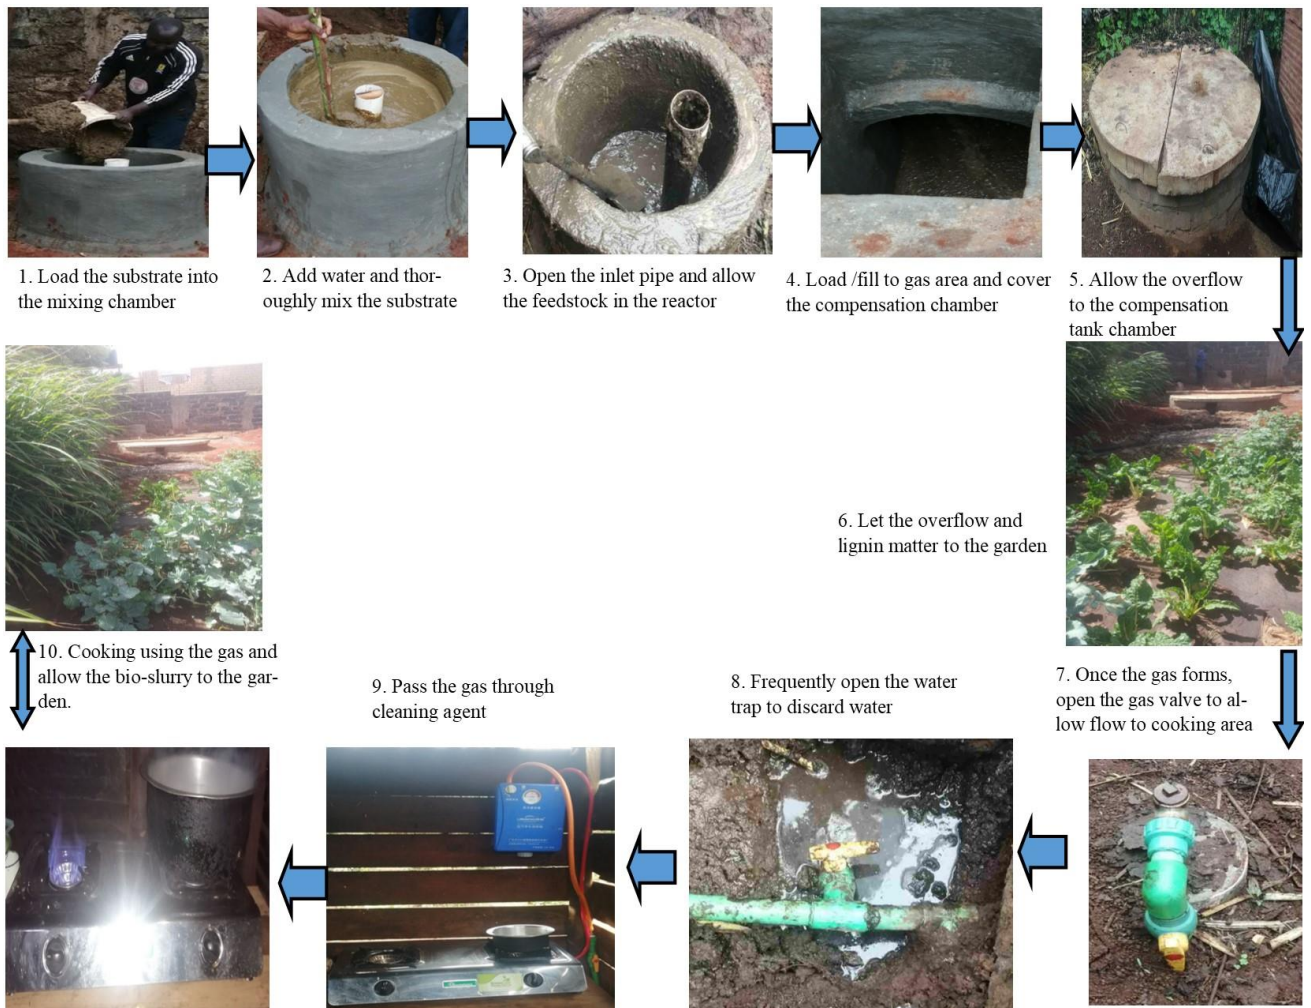 1. Load the substrate into
the mixing chamber
2. Add water and thor-
oughly mix the substrate
3. Open the inlet pipe and allow
the feedstock in the reactor
4. Load /fill to gas area and cover
the compensation chamber
5. Allow the overflow
to the compensation
tank chamber
6. Let the overflow and
lignin matter to the garden
7. Once the gas forms,
open the gas valve to al-
low flow to cooking area
8. Frequently open the water
trap to discard water
9. Pass the gas through
cleaning agent
10. Cooking using the gas and
allow the bio-slurry to the gar-
den.